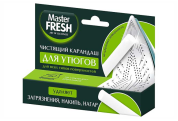 Master
FRESH
ЧИСТЯЩИЙ КАРАНДАШ
ДЛЯ УТЮГОВ
УДАЛЯЕТ
ЗАГРЯЗНЕНИЯ, НАКИПЬ, НАГАР